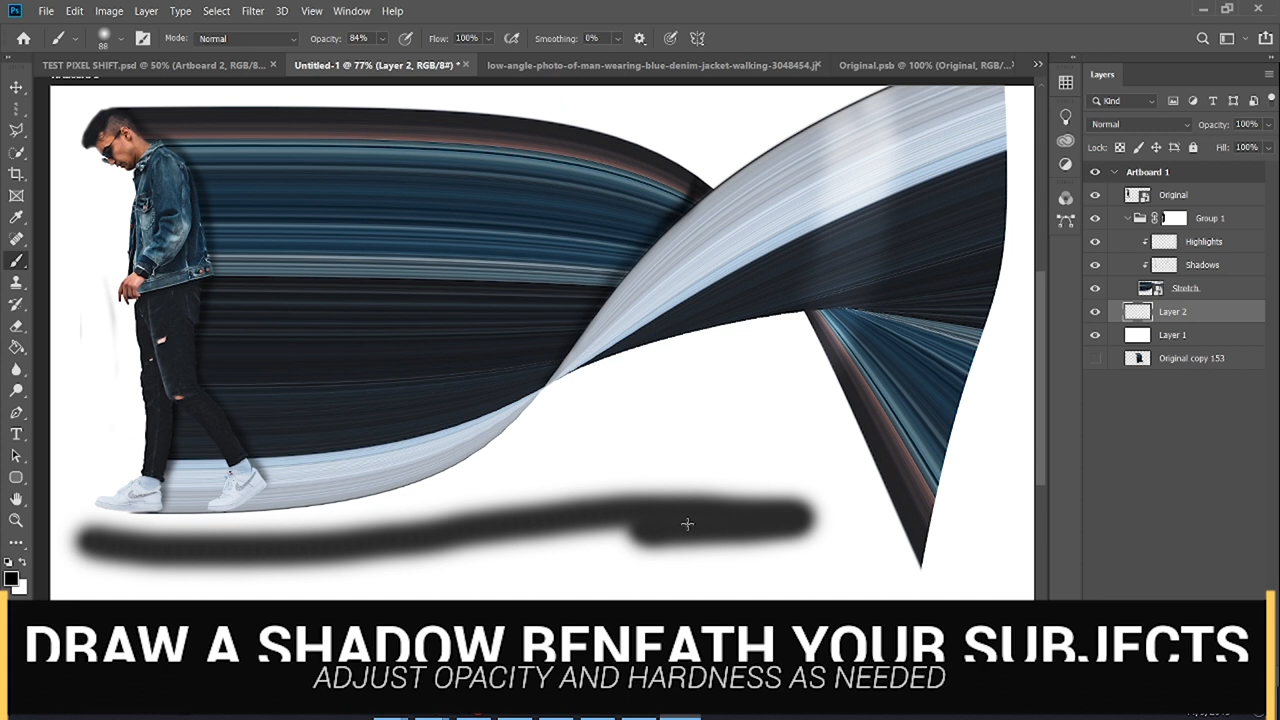 Ps File Edit Image Layer Type Select Filter 3D View Window Help
88 Mode: Normal Opacity: 84% Flow: 100% Smoothing: 0%
TEST PIXEL SHIFT.psd @ 50% (Artboard 2, RGB/8... × Untitled-1 @ 77% (Layer 2, RGB/8#) * × low-angle-photo-of-man-wearing-blue-denim-jacket-walking-3048454.j × Original.psb @ 100% (Original, RGB/... ×
Layers
Kind
Normal Opacity: 100%
Lock: Fill: 100%
Artboard 1
Original
Group 1
Highlights
Shadows
Stretch
Layer 2
Layer 1
Original copy 153
DRAW A SHADOW BENEATH YOUR SUBJECTS
ADJUST OPACITY AND HARDNESS AS NEEDED